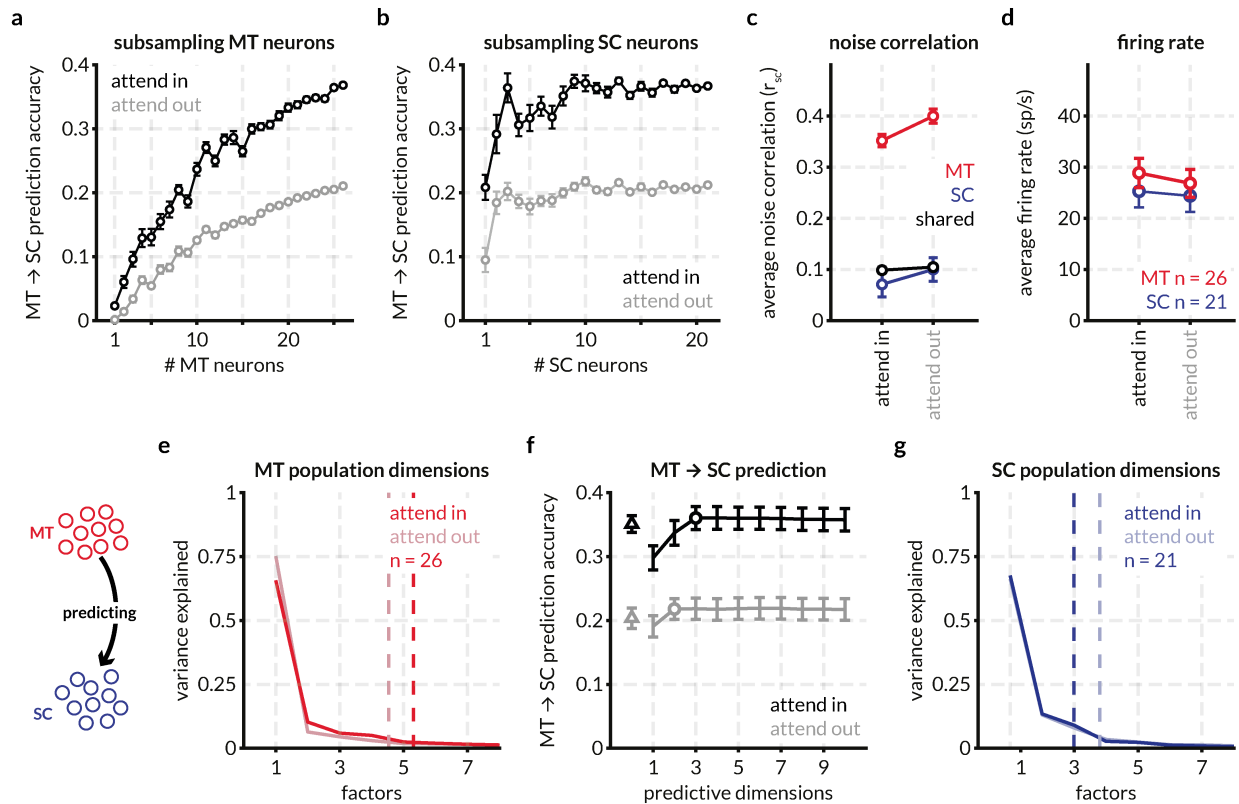 a
subsampling MT neurons
MT → SC prediction accuracy
0.4
0.3
0.2
0.1
0
attend in
attend out
1
10
20
# MT neurons
b
subsampling SC neurons
MT → SC prediction accuracy
0.4
0.3
0.2
0.1
0
attend in
attend out
1
10
20
# SC neurons
c
noise correlation
average noise correlation (rsc)
0.4
0.3
0.2
0.1
0
MT
SC
shared
attend in
attend out
d
firing rate
average firing rate (sp/s)
40
30
20
10
0
MT n = 26
SC n = 21
attend in
attend out
MT
predicting
SC
e
MT population dimensions
variance explained
1
0.75
0.5
0.25
0
attend in
attend out
n = 26
1
3
5
7
factors
f
MT → SC prediction
MT → SC prediction accuracy
0.4
0.3
0.2
0.1
0
attend in
attend out
1
3
5
7
9
predictive dimensions
g
SC population dimensions
variance explained
1
0.75
0.5
0.25
0
attend in
attend out
n = 21
1
3
5
7
factors